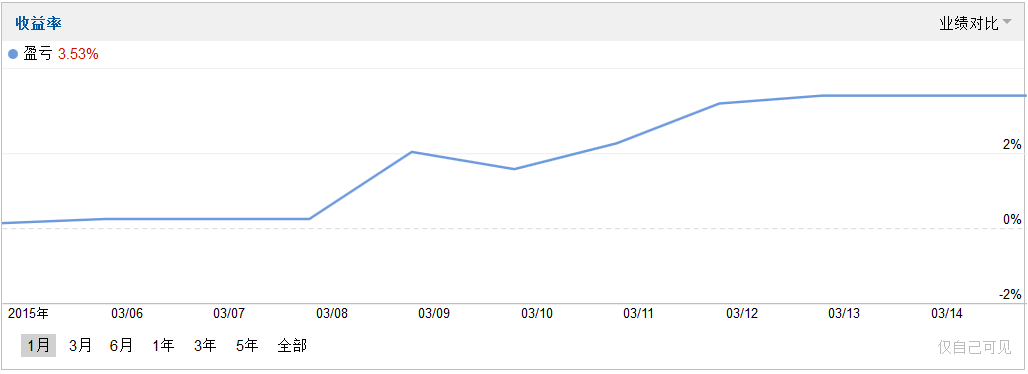 收益率 业绩对比
盈亏 3.53%
2%
0%
-2%
2015年 03/06 03/07 03/08 03/09 03/10 03/11 03/12 03/13 03/14
1月 3月 6月 1年 3年 5年 全部
仅自己可见